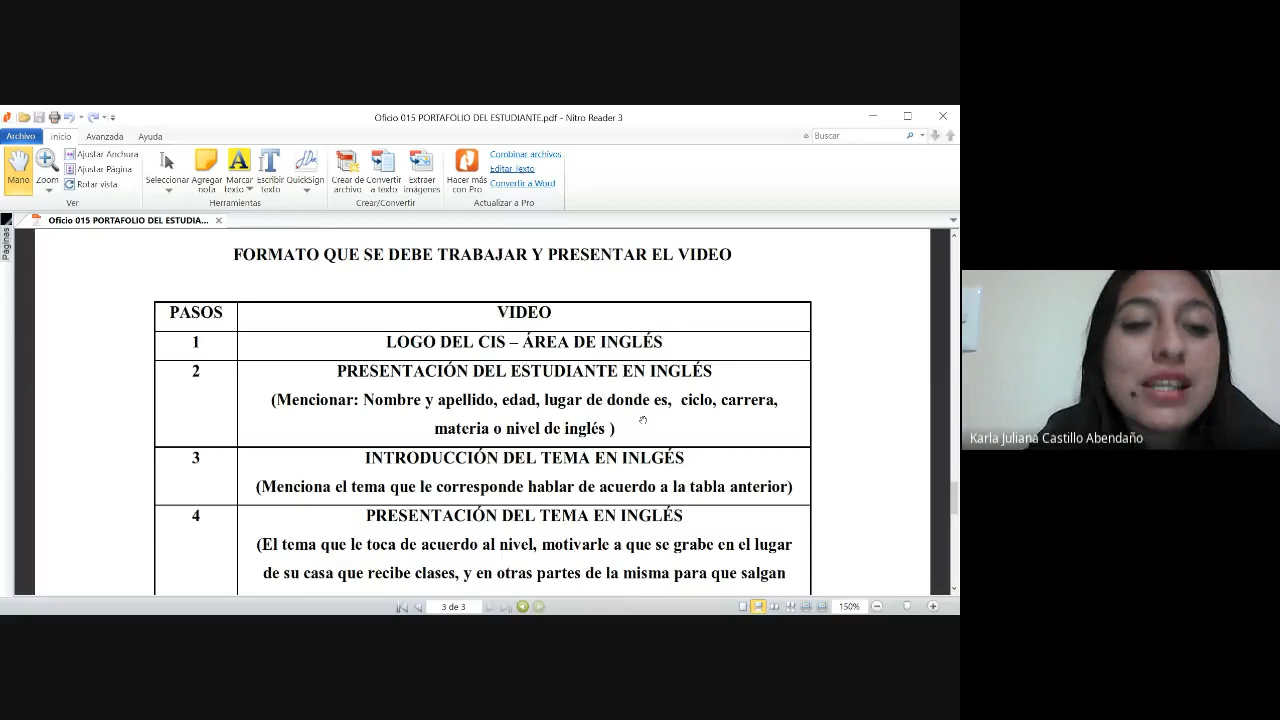 Oficio 015 PORTAFOLIO DEL ESTUDIANTE.pdf - Nitro Reader 3
Archivo Inicio Avanzada Ayuda
Buscar
Mano
Zoom
Ajustar Anchura
Ajustar Página
Rotar vista
Ver
Seleccionar
Agregar nota
Marcar texto
Escribir texto
QuickSign
Herramientas
Crear de archivo
Convertir a texto
Extraer imágenes
Crear/Convertir
Hacer más con Pro
Combinar archivos
Editar Texto
Convertir a Word
Actualizar a Pro
Páginas
Oficio 015 PORTAFOLIO DEL ESTUDIA...
FORMATO QUE SE DEBE TRABAJAR Y PRESENTAR EL VIDEO
PASOS VIDEO
1 LOGO DEL CIS – ÁREA DE INGLÉS
2 PRESENTACIÓN DEL ESTUDIANTE EN INGLÉS
(Mencionar: Nombre y apellido, edad, lugar de donde es, ciclo, carrera,
materia o nivel de inglés )
3 INTRODUCCIÓN DEL TEMA EN INLGÉS
(Menciona el tema que le corresponde hablar de acuerdo a la tabla anterior)
4 PRESENTACIÓN DEL TEMA EN INGLÉS
(El tema que le toca de acuerdo al nivel, motivarle a que se grabe en el lugar
de su casa que recibe clases, y en otras partes de la misma para que salgan
3 de 3
150%
Karla Juliana Castillo Abendaño